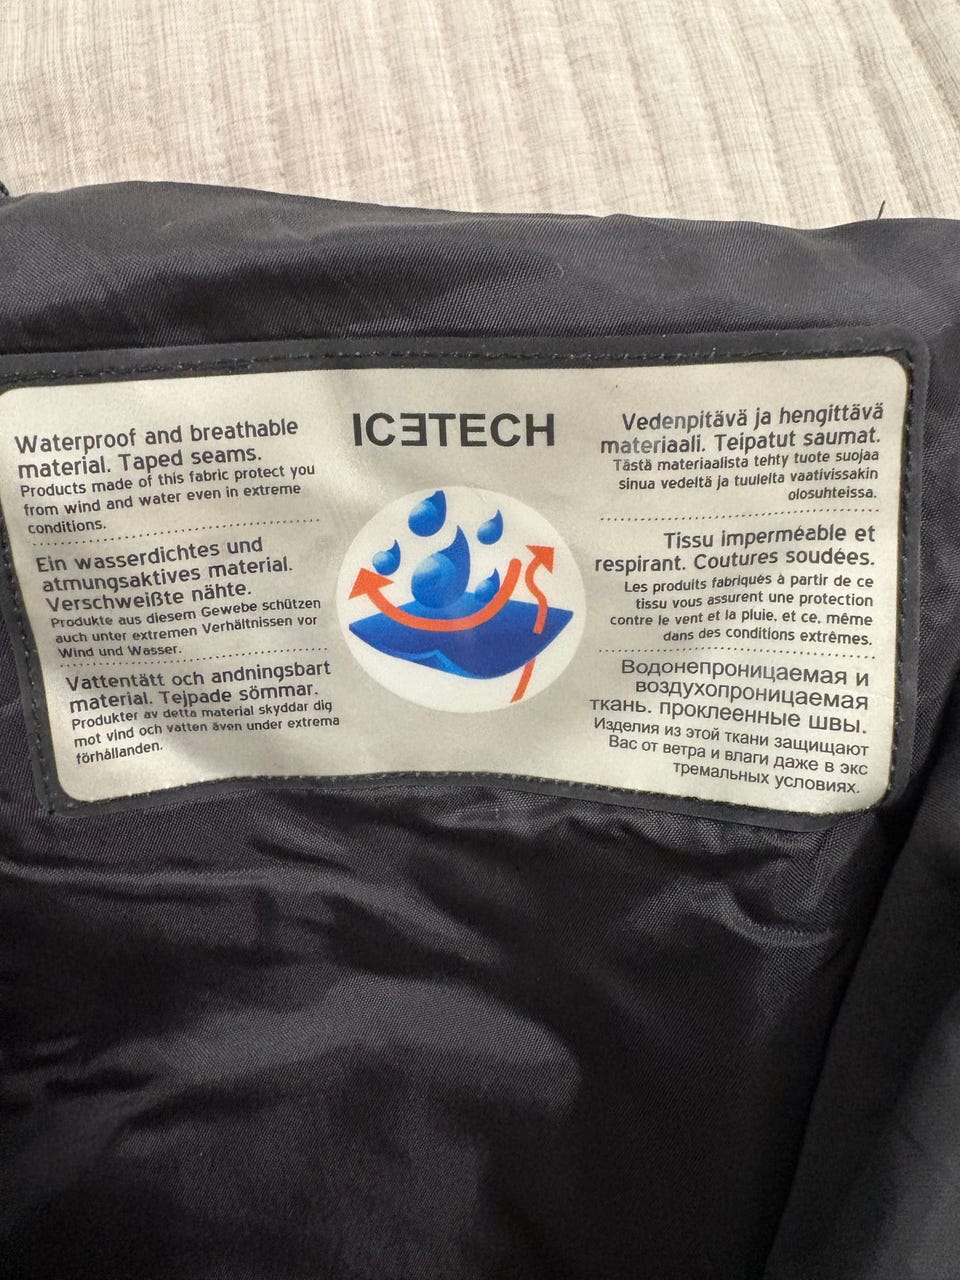 ICƎTECH
Waterproof and breathable
material. Taped seams.
Products made of this fabric protect you
from wind and water even in extreme
conditions.
Ein wasserdichtes und
atmungsaktives material.
Verschweißte nähte.
Produkte aus diesem Gewebe schützen
auch unter extremen Verhältnissen vor
Wind und Wasser.
Vattentätt och andningsbart
material. Tejpade sömmar.
Produkter av detta material skyddar dig
mot vind och vatten även under extrema
förhållanden.
Vedenpitävä ja hengittävä
materiaali. Teipatut saumat.
Tästä materiaalista tehty tuote suojaa
sinua vedeltä ja tuulelta vaativissakin
olosuhteissa.
Tissu imperméable et
respirant. Coutures soudées.
Les produits fabriqués à partir de ce
tissu vous assurent une protection
contre le vent et la pluie, et ce, même
dans des conditions extrêmes.
Водонепроницаемая и
воздухопроницаемая
ткань. проклеенные швы.
Изделия из этой ткани защищают
Вас от ветра и влаги даже в экс
тремальных условиях.